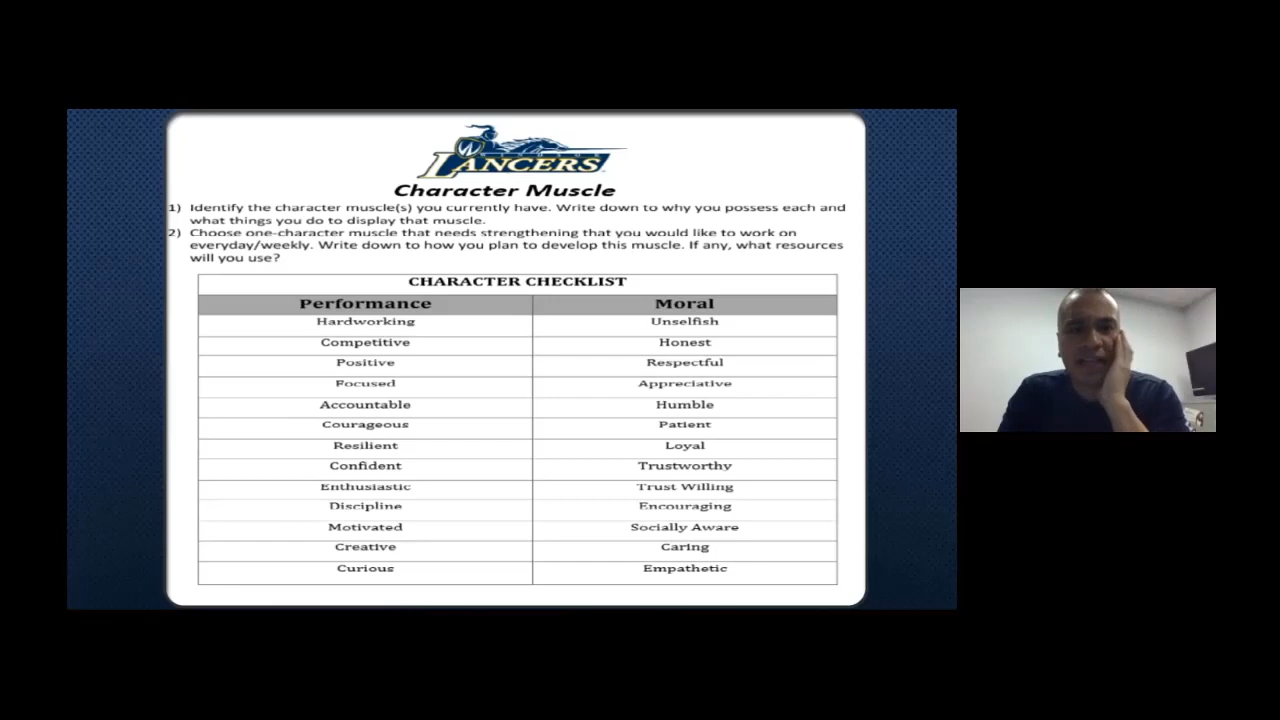 LANCERS
Character Muscle
1) Identify the character muscle(s) you currently have. Write down to why you possess each and
what things you do to display that muscle.
2) Choose one-character muscle that needs strengthening that you would like to work on
everyday/weekly. Write down to how you plan to develop this muscle. If any, what resources
will you use?
CHARACTER CHECKLIST
Performance Moral
Hardworking Unselfish
Competitive Honest
Positive Respectful
Focused Appreciative
Accountable Humble
Courageous Patient
Resilient Loyal
Confident Trustworthy
Enthusiastic Trust Willing
Discipline Encouraging
Motivated Socially Aware
Creative Caring
Curious Empathetic